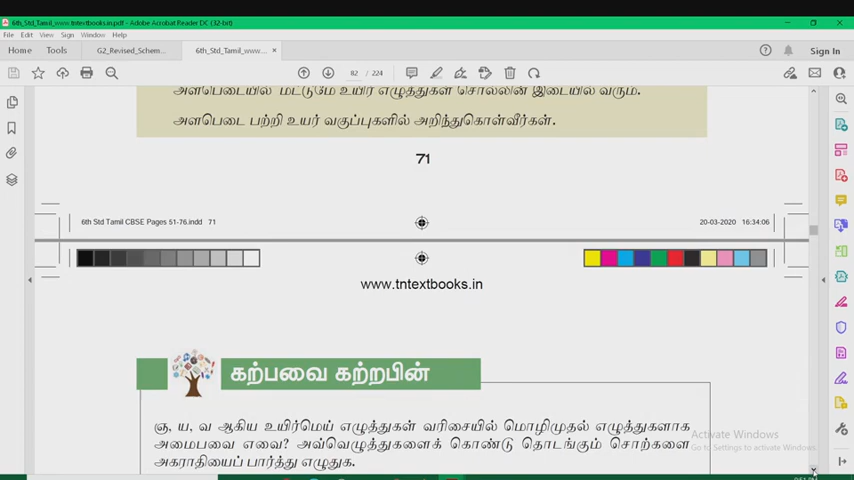 6th_Std_Tamil_www.tntextbooks.in.pdf - Adobe Acrobat Reader DC (32-bit)
File Edit View Sign Window Help
Home Tools G2_Revised_Schem... 6th_Std_Tamil_www.... × Sign In
82 / 224
அளபெடையில் மட்டுமே உயிர் எழுத்துகள் சொல்லின் இடையில் வரும்.
அளபெடை பற்றி உயர் வகுப்புகளில் அறிந்துகொள்வீர்கள்.
71
6th Std Tamil CBSE Pages 51-76.indd 71 20-03-2020 16:34:06
www.tntextbooks.in
கற்பவை கற்றபின்
ஞ, ய, வ ஆகிய உயிர்மெய் எழுத்துகள் வரிசையில் மொழிமுதல் எழுத்துகளாக
அமைபவை எவை? அவ்வெழுத்துகளைக் கொண்டு தொடங்கும் சொற்களை
அகராதியைப் பார்த்து எழுதுக.
Activate Windows
Go to Settings to activate Windows.